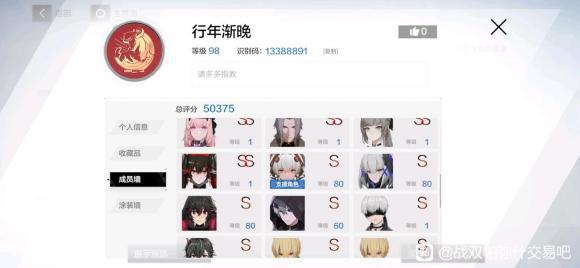 返回
行年渐晚
0
等级 98 识别码：13388891 [复制]
请多多指教
总评分 50375
个人信息
收藏品
成员墙
涂装墙
SS SS SS
等级 1 等级 1 等级 1
SS S S
等级 1 支援角色 等级 80 等级 80
S S S
等级 80 等级 60 等级 1
S S S
展示预览
@战双帕弥什交易吧